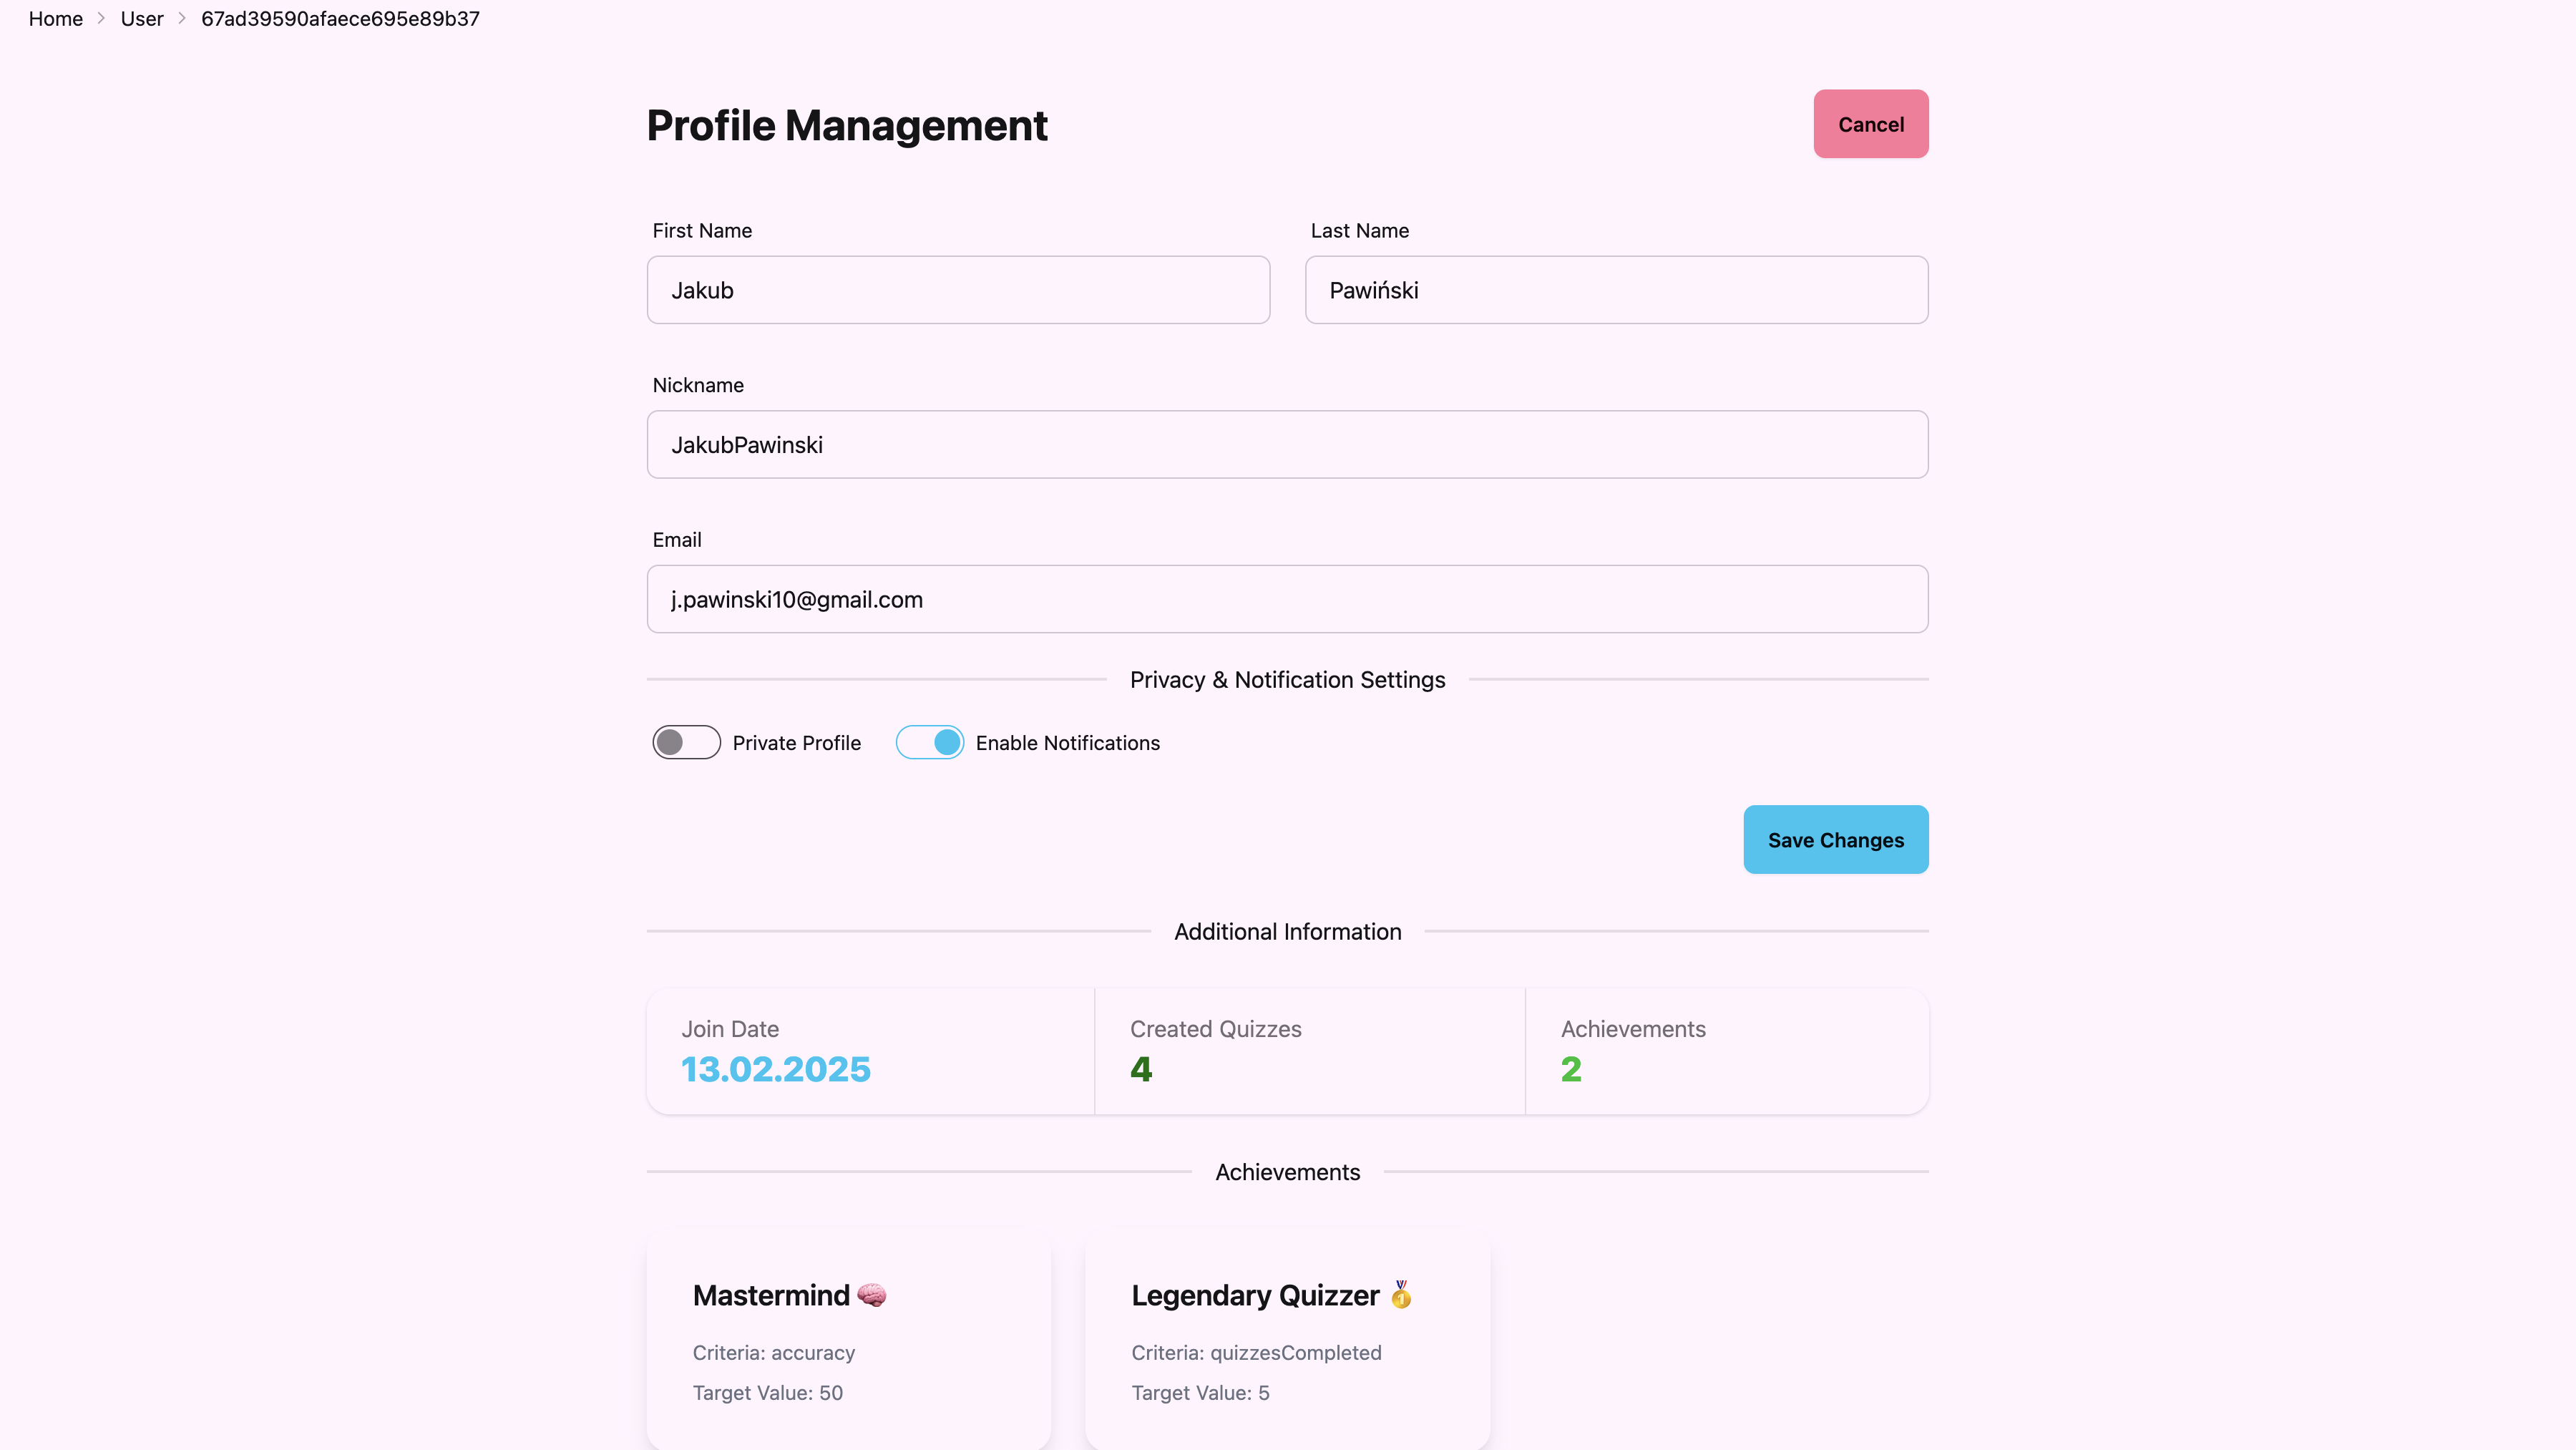 Home > User > 67ad39590afaece695e89b37
Profile Management
Cancel
First Name
Last Name
Jakub
Pawiński
Nickname
JakubPawinski
Email
j.pawinski10@gmail.com
Privacy & Notification Settings
Private Profile
Enable Notifications
Save Changes
Additional Information
Join Date
13.02.2025
Created Quizzes
4
Achievements
2
Achievements
Mastermind 🧠
Criteria: accuracy
Target Value: 50
Legendary Quizzer 🥇
Criteria: quizzesCompleted
Target Value: 5